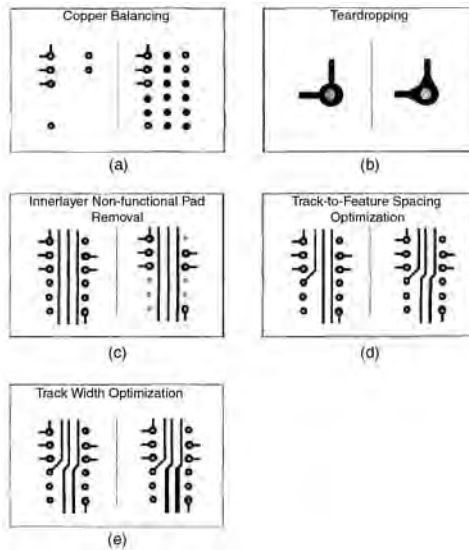 Copper Balancing
Teardropping
(a)
(b)
Innerlayer Non-functional Pad
Removal
Track-to-Feature Spacing
Optimization
(c)
(d)
Track Width Optimization
(e)